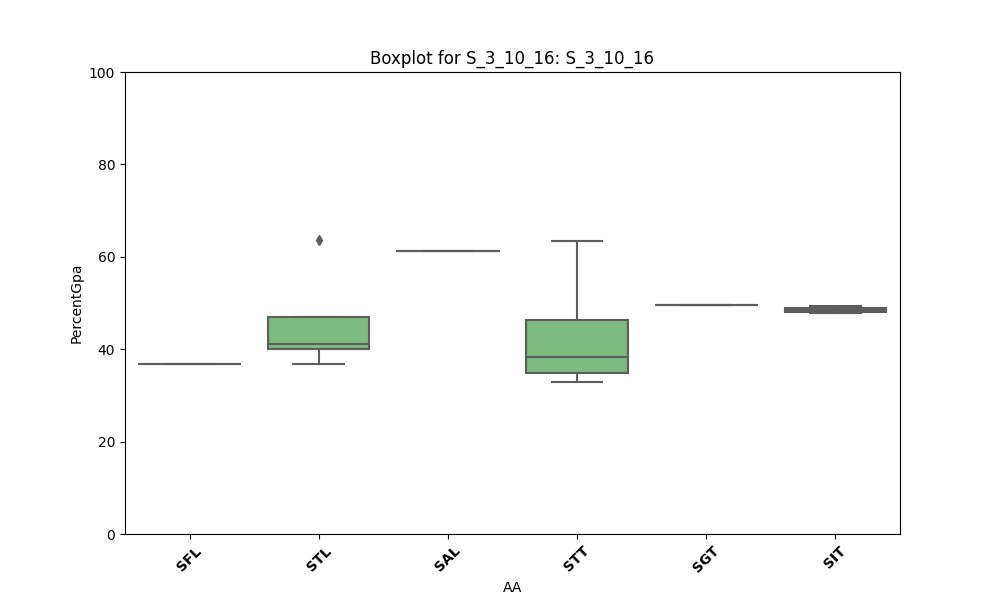 Boxplot for S_3_10_16: S_3_10_16
PercentGpa
100
80
60
40
20
0
SFL
STL
SAL
STT
SGT
SIT
AA